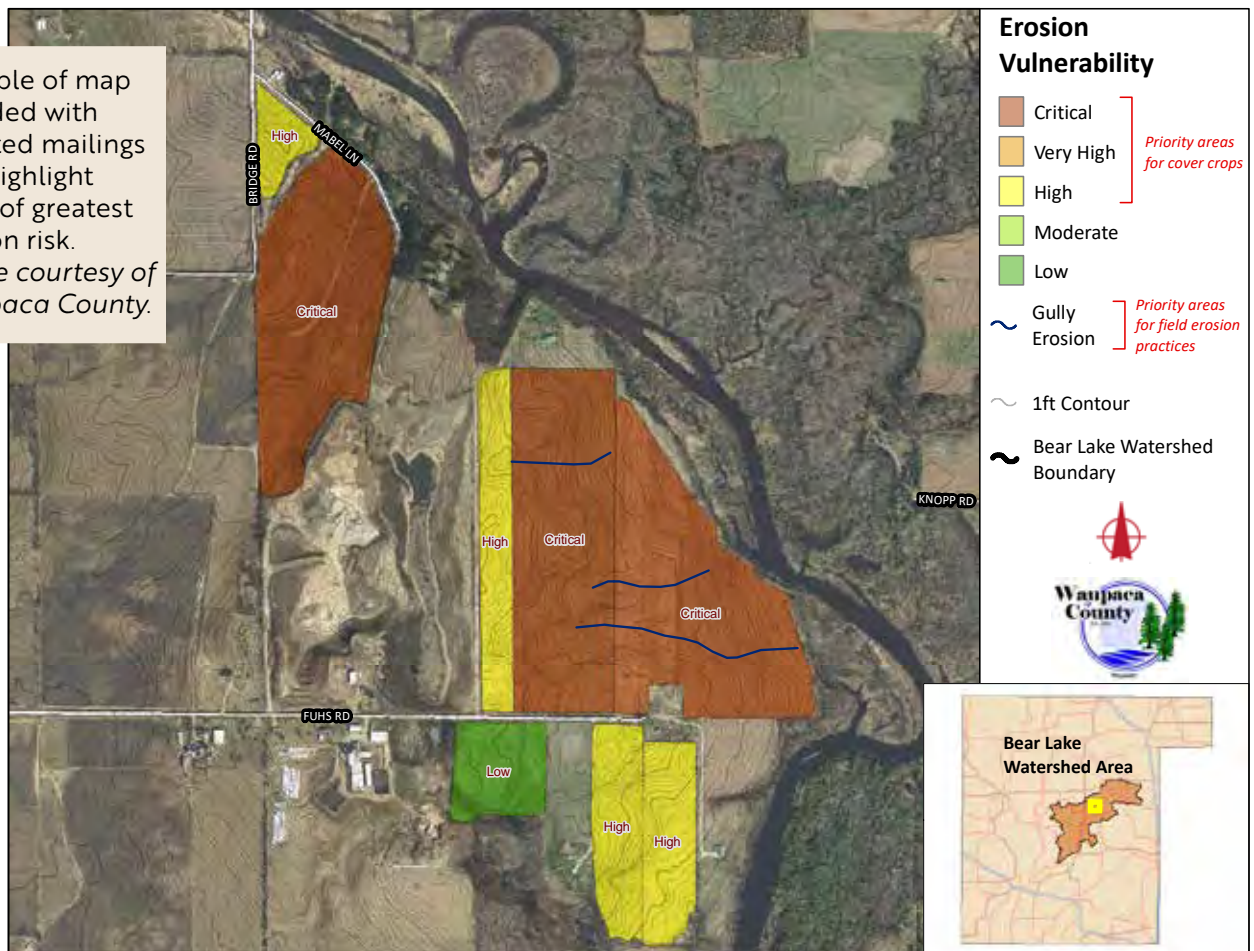 ple of map
ded with
ed mailings
ighlight
of greatest
on risk.
e courtesy of
paca County.
High
MABEL LN
BRIDGE RD
Critical
High
Critical
Critical
KNOPP RD
FUHS RD
Low
High
High
Erosion
Vulnerability
Critical
Very High
High
Moderate
Low
Priority areas
for cover crops
Gully
Erosion
Priority areas
for field erosion
practices
1ft Contour
Bear Lake Watershed
Boundary
Waupaca
County
Bear Lake
Watershed Area